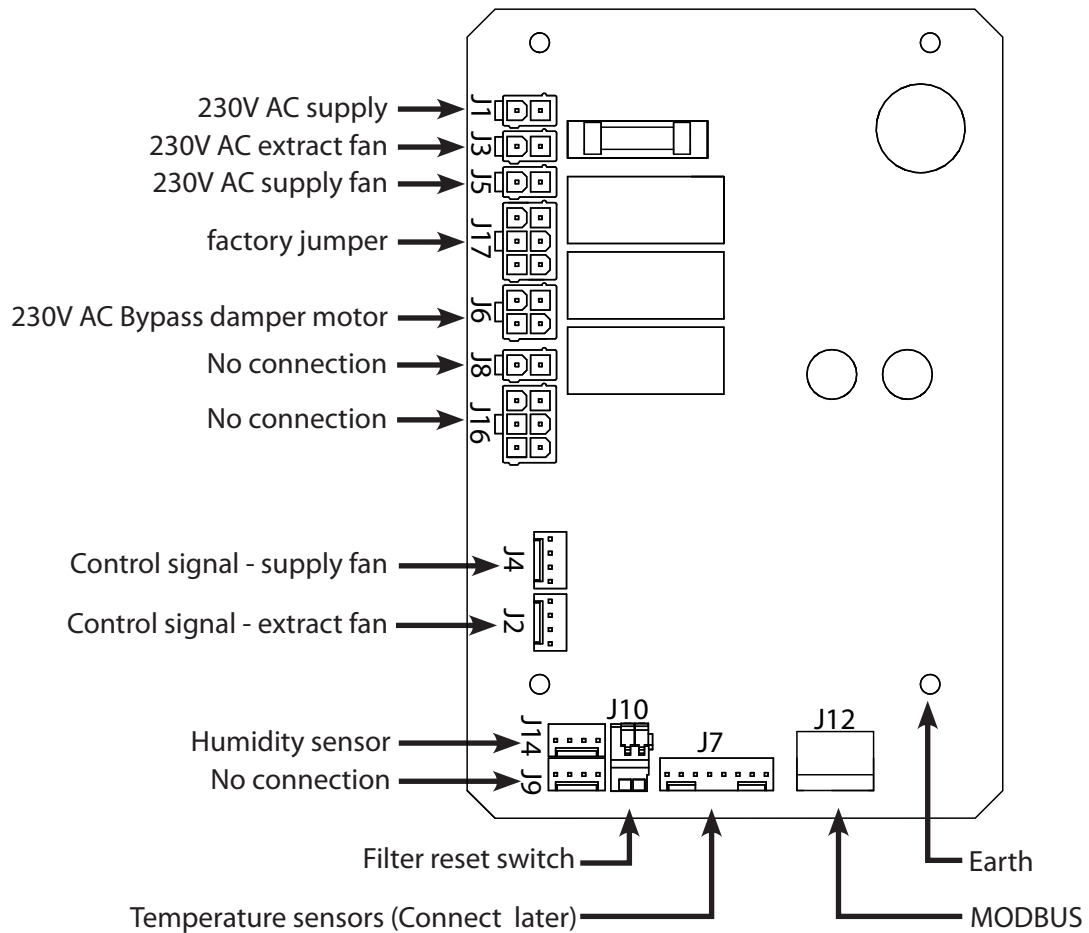 230V AC supply
J1
230V AC extract fan
J3
230V AC supply fan
J5
factory jumper
J17
230V AC Bypass damper motor
J6
No connection
J8
No connection
J16
Control signal - supply fan
J4
Control signal - extract fan
J2
Humidity sensor
J14
J10
J7
J12
No connection
J9
Filter reset switch
Earth
Temperature sensors (Connect later)
MODBUS